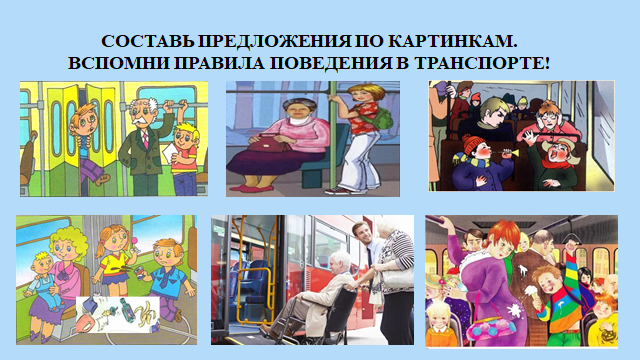 СОСТАВЬ ПРЕДЛОЖЕНИЯ ПО КАРТИНКАМ.
ВСПОМНИ ПРАВИЛА ПОВЕДЕНИЯ В ТРАНСПОРТЕ!